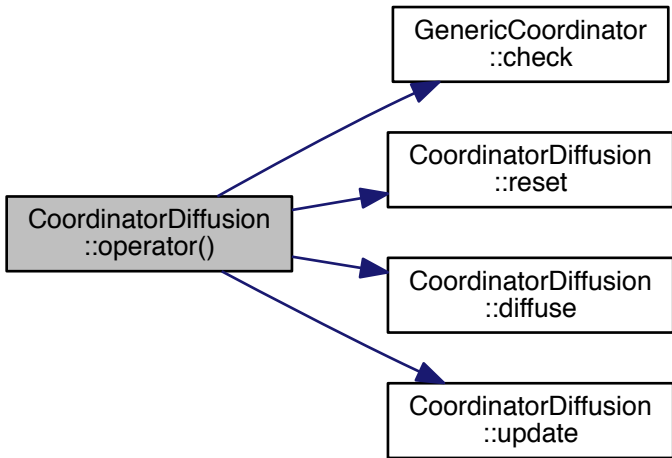 GenericCoordinator
::check
CoordinatorDiffusion
::reset
CoordinatorDiffusion
::operator()
CoordinatorDiffusion
::diffuse
CoordinatorDiffusion
::update